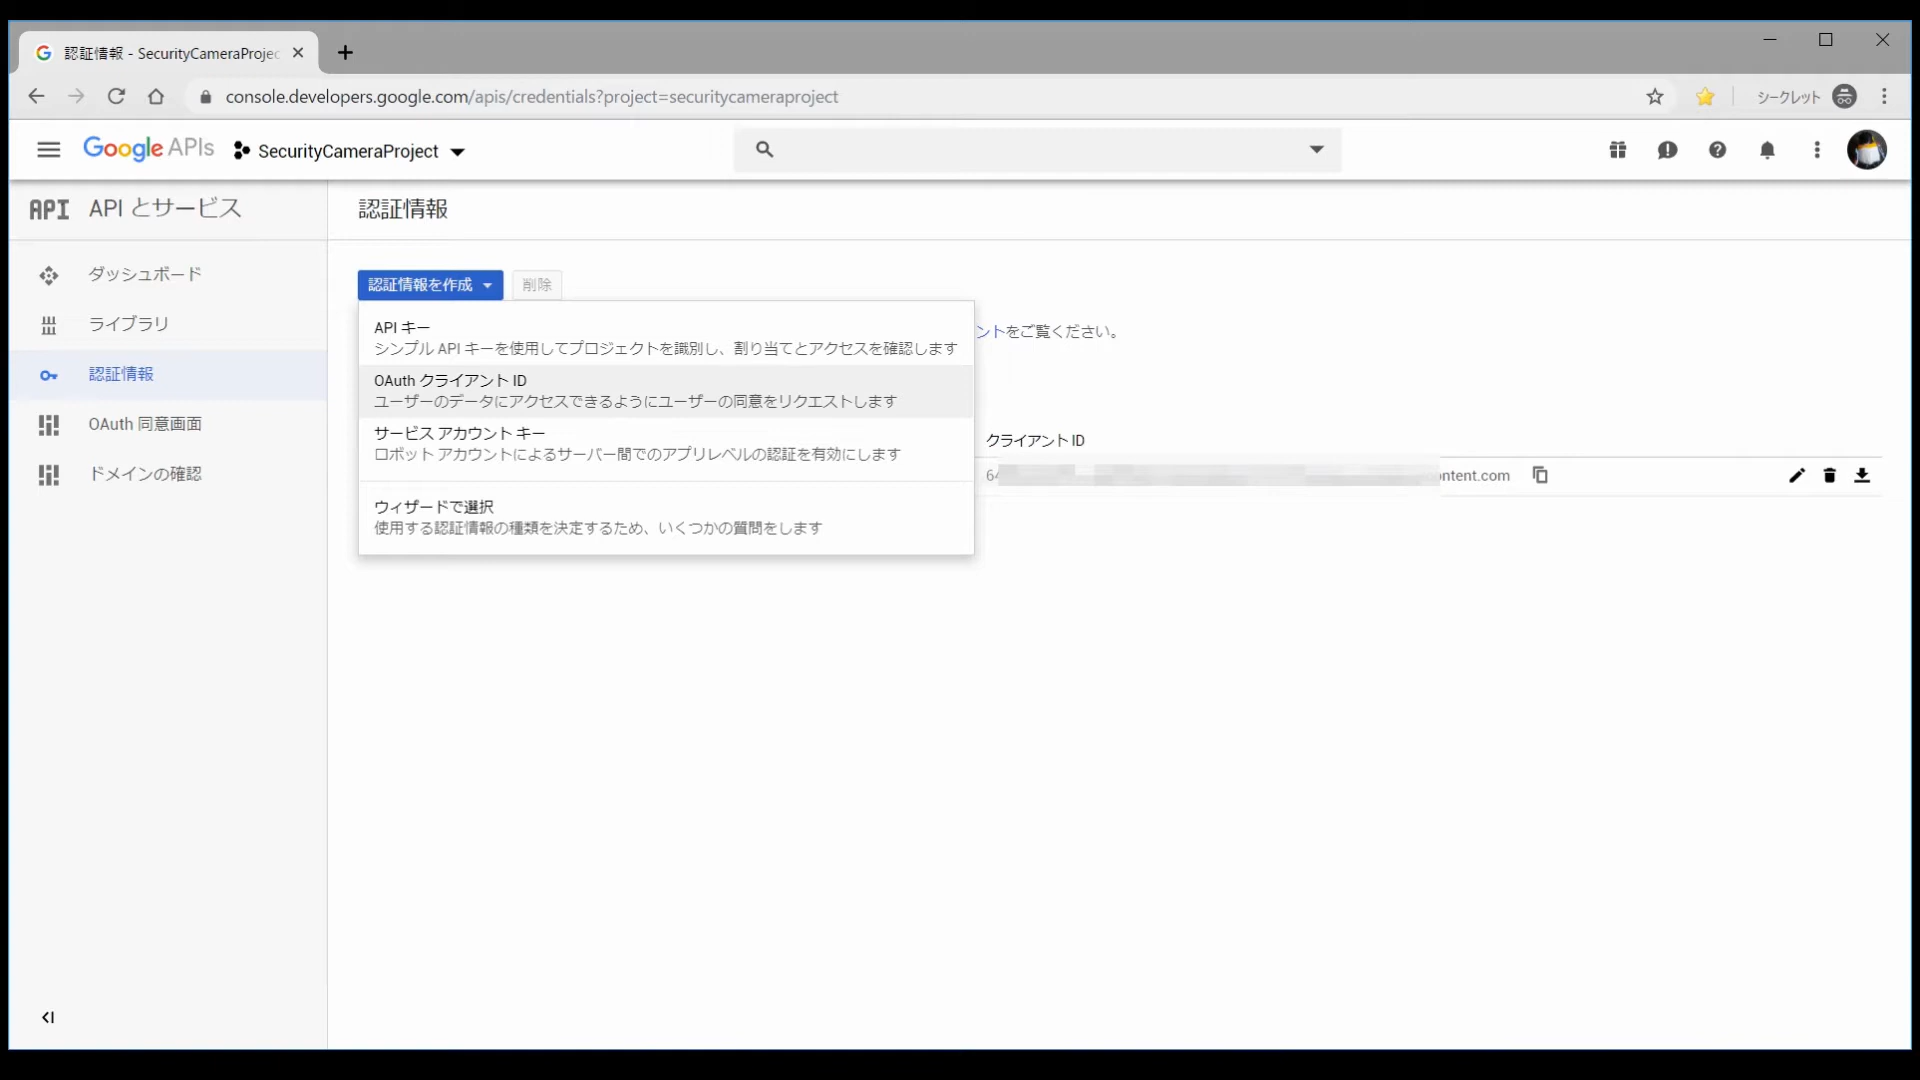 認証情報 - SecurityCameraProjec
console.developers.google.com/apis/credentials?project=securitycameraproject
シークレット
Google APIs
SecurityCameraProject
API API とサービス
認証情報
ダッシュボード
ライブラリ
認証情報
OAuth 同意画面
ドメインの確認
認証情報を作成
削除
API キー
シンプル API キーを使用してプロジェクトを識別し、割り当てとアクセスを確認します
OAuth クライアント ID
ユーザーのデータにアクセスできるようにユーザーの同意をリクエストします
サービス アカウント キー
ロボット アカウントによるサーバー間でのアプリレベルの認証を有効にします
ウィザードで選択
使用する認証情報の種類を決定するため、いくつかの質問をします
ントをご覧ください。
クライアント ID
64
ntent.com